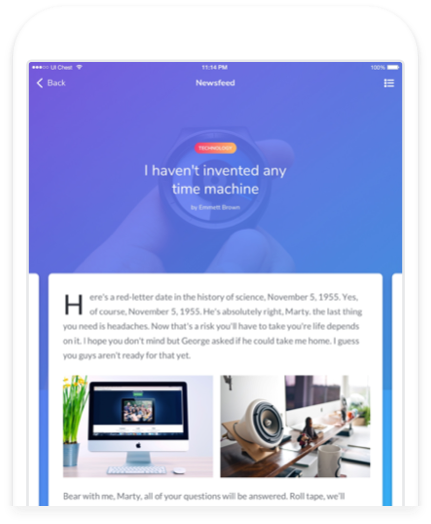 UI Chest
11:14 PM
100%
Back
Newsfeed
TECHNOLOGY
I haven't invented any
time machine
by Emmett Brown
Here's a red-letter date in the history of science, November 5, 1955. Yes,
of course, November 5, 1955. He's absolutely right, Marty. the last thing
you need is headaches. Now that's a risk you'll have to take you're life depends
on it. I hope you don't mind but George asked if he could take me home. I guess
you guys aren't ready for that yet.
Bear with me, Marty, all of your questions will be answered. Roll tape, we'll